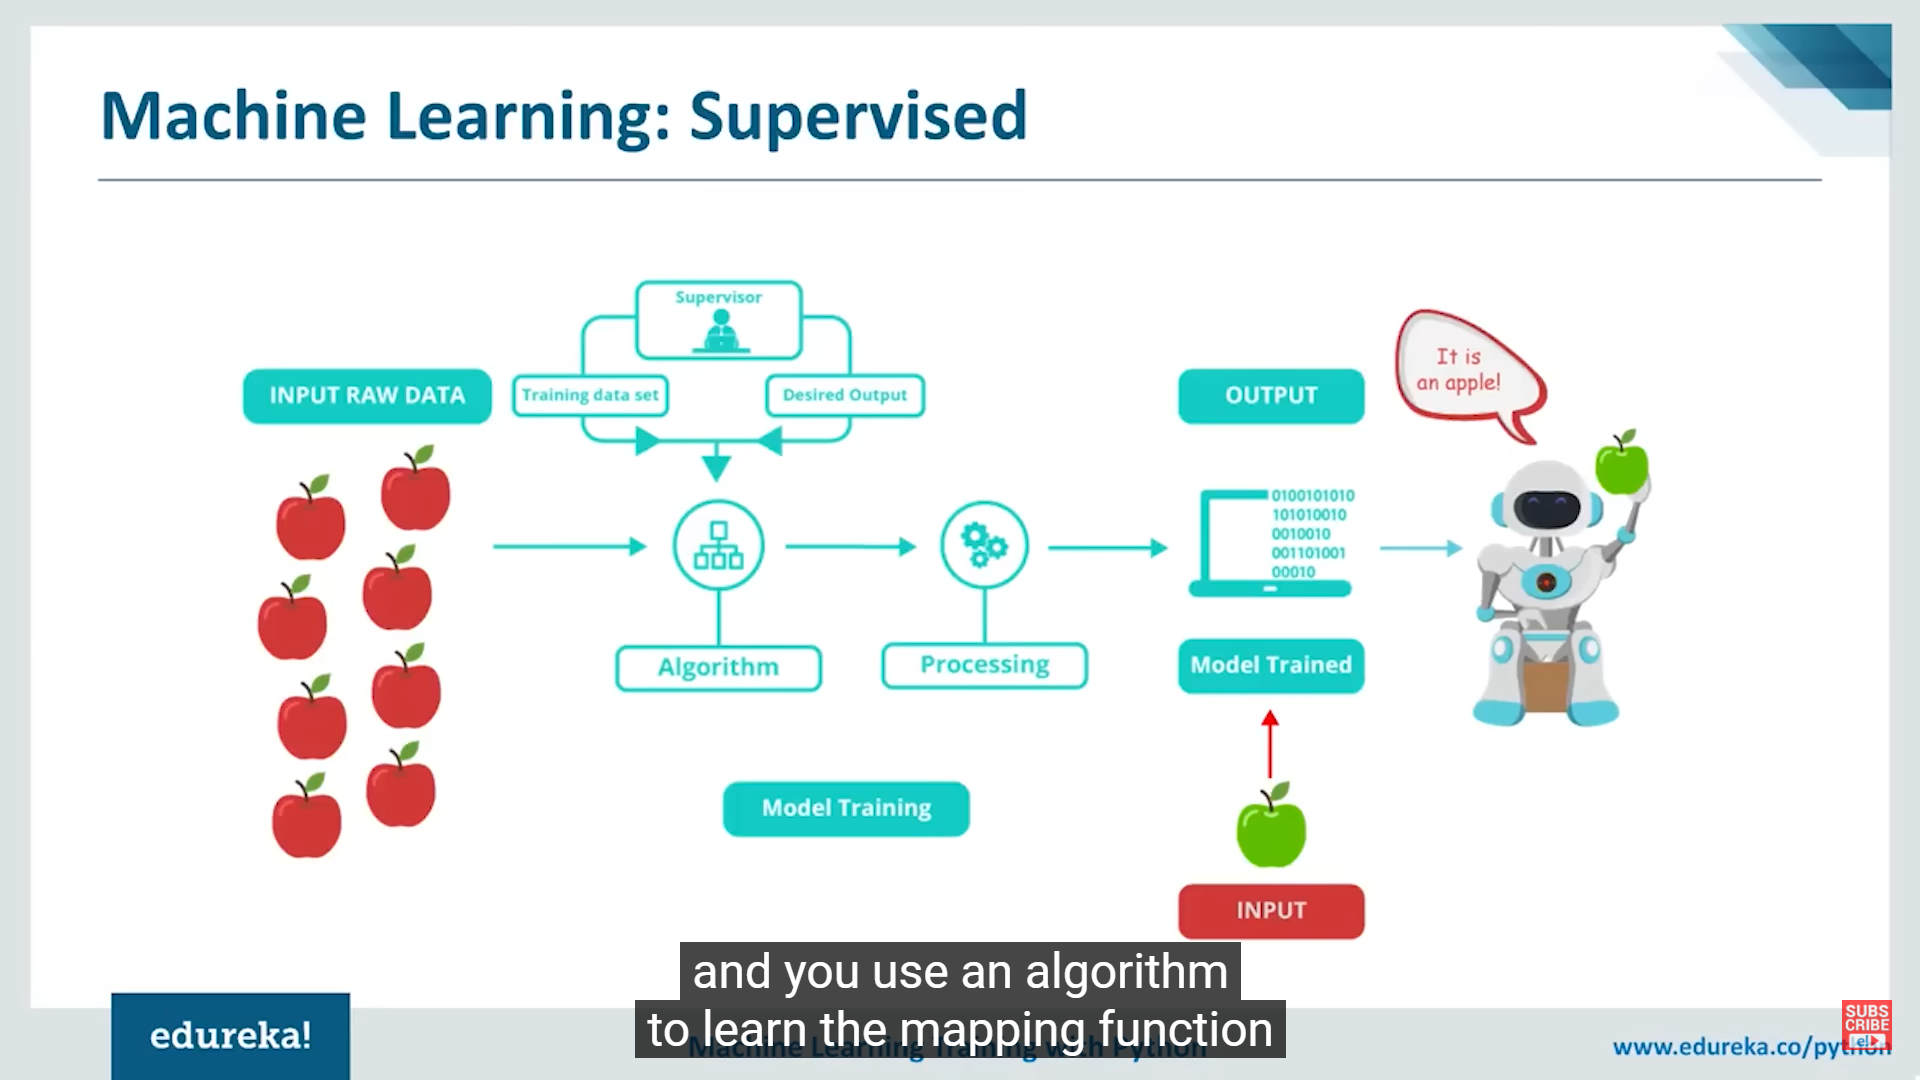 Machine Learning: Supervised
Supervisor
INPUT RAW DATA
Training data set
Desired Output
OUTPUT
It is
an apple!
0100101010
101010010
0010010
001101001
00010
Algorithm
Processing
Model Trained
Model Training
INPUT
and you use an algorithm
to learn the mapping function
edureka!
Machine Learning Training with Python
www.edureka.co/python
SUBS
CRIBE
e!